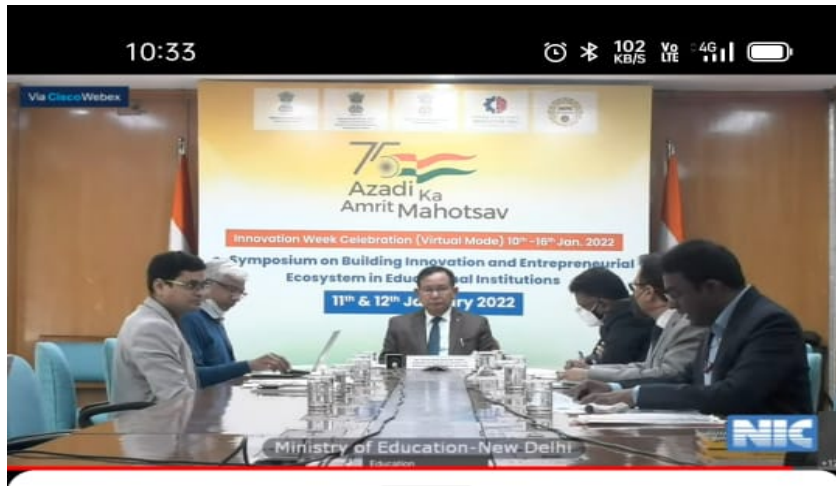 10:33
102
KB/S
Vo
LTE
4G
Via Cisco Webex
75
Azadi Ka
Amrit Mahotsav
Innovation Week Celebration (Virtual Mode) 10th -16th Jan. 2022
Symposium on Building Innovation and Entrepreneurial
Ecosystem in Educational Institutions
11th & 12th January 2022
Ministry of Education-New Delhi
Education
NIC